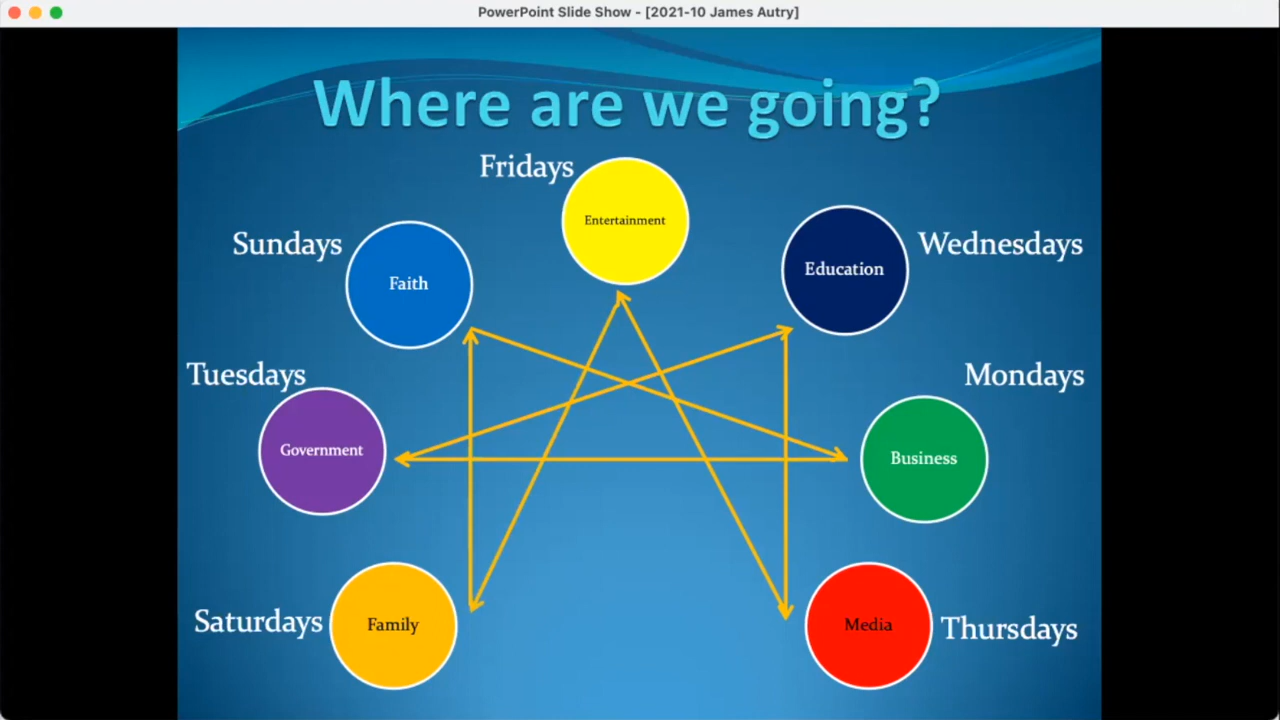 PowerPoint Slide Show - [2021-10 James Autry]
Where are we going?
Fridays
Entertainment
Sundays
Faith
Education
Wednesdays
Tuesdays
Government
Mondays
Business
Saturdays
Family
Media
Thursdays